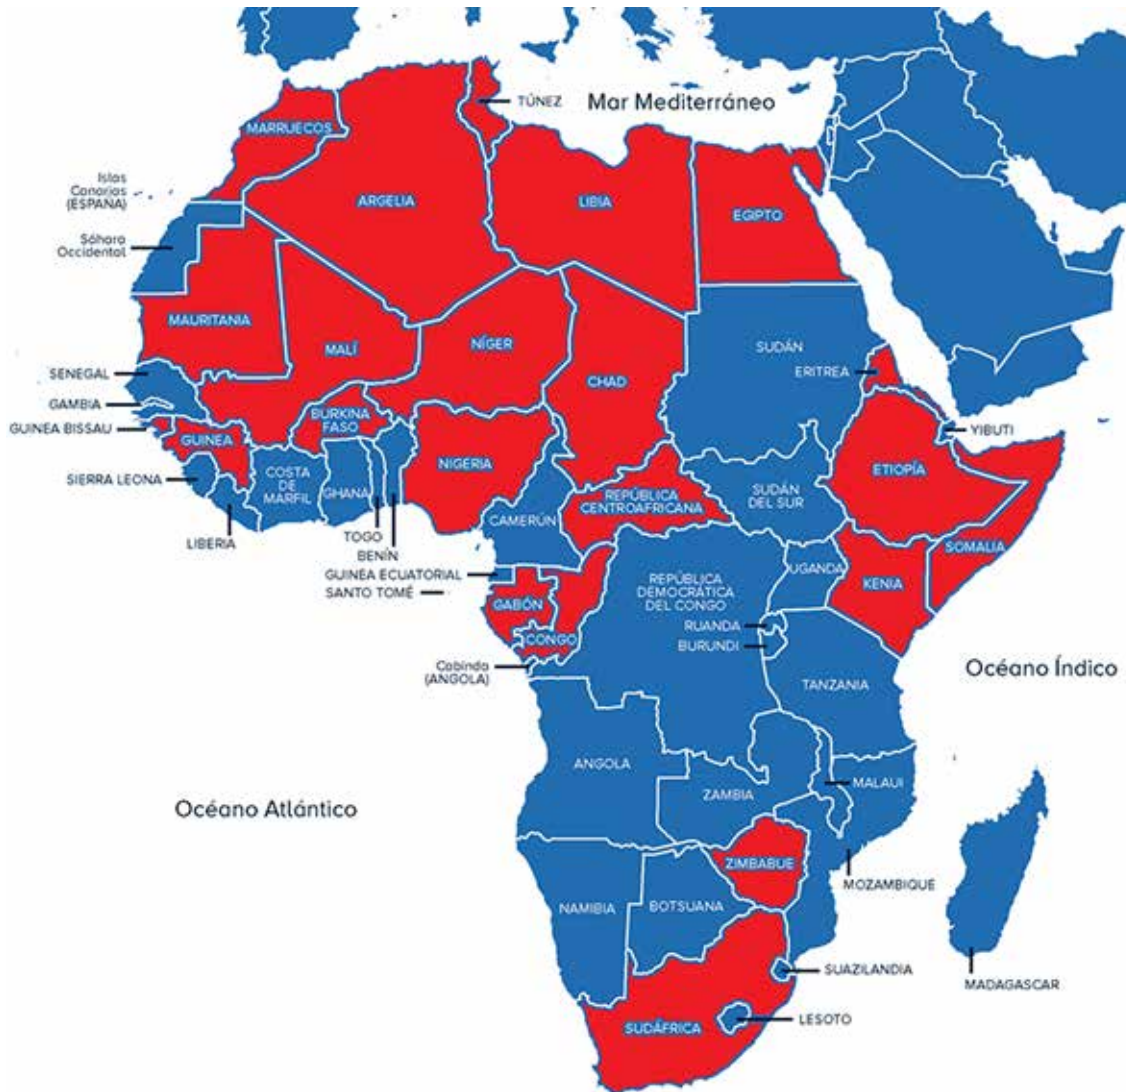 TÚNEZ
Mar Mediterráneo
MARRUECOS
Islas
Canarias
(ESPAÑA)
ARGELIA
LIBIA
EGIPTO
Sáhara
Occidental
MAURITANIA
MALÍ
NÍGER
SUDÁN
SENEGAL
CHAD
ERITREA
GAMBIA
BURKINA
FASO
GUINEA BISSAU
GUINEA
YIBUTI
NIGERIA
ETIOPÍA
SIERRA LEONA
COSTA
DE
MARFIL
GHANA
REPÚBLICA
CENTROAFRICANA
SUDÁN
DEL SUR
CAMERÚN
LIBERIA
TOGO
BENÍN
SOMALIA
GUINEA ECUATORIAL
SANTO TOMÉ
UGANDA
KENIA
REPÚBLICA
DEMOCRÁTICA
DEL CONGO
GABÓN
RUANDA
CONGO
BURUNDI
Cabinda
(ANGOLA)
Océano Índico
TANZANIA
ANGOLA
MALAUI
ZAMBIA
Océano Atlántico
ZIMBABUE
MOZAMBIQUE
NAMIBIA
BOTSUANA
SUAZILANDIA
MADAGASCAR
LESOTO
SUDÁFRICA